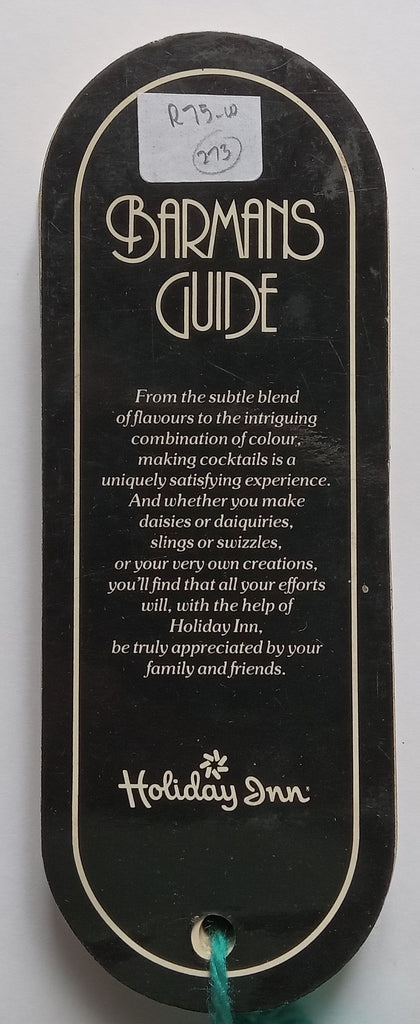 R75-00
273
BARMANS
GUIDE
From the subtle blend
of flavours to the intriguing
combination of colour,
making cocktails is a
uniquely satisfying experience.
And whether you make
daisies or daiquiries,
slings or swizzles,
or your very own creations,
you'll find that all your efforts
will, with the help of
Holiday Inn,
be truly appreciated by your
family and friends.
Holiday Inn